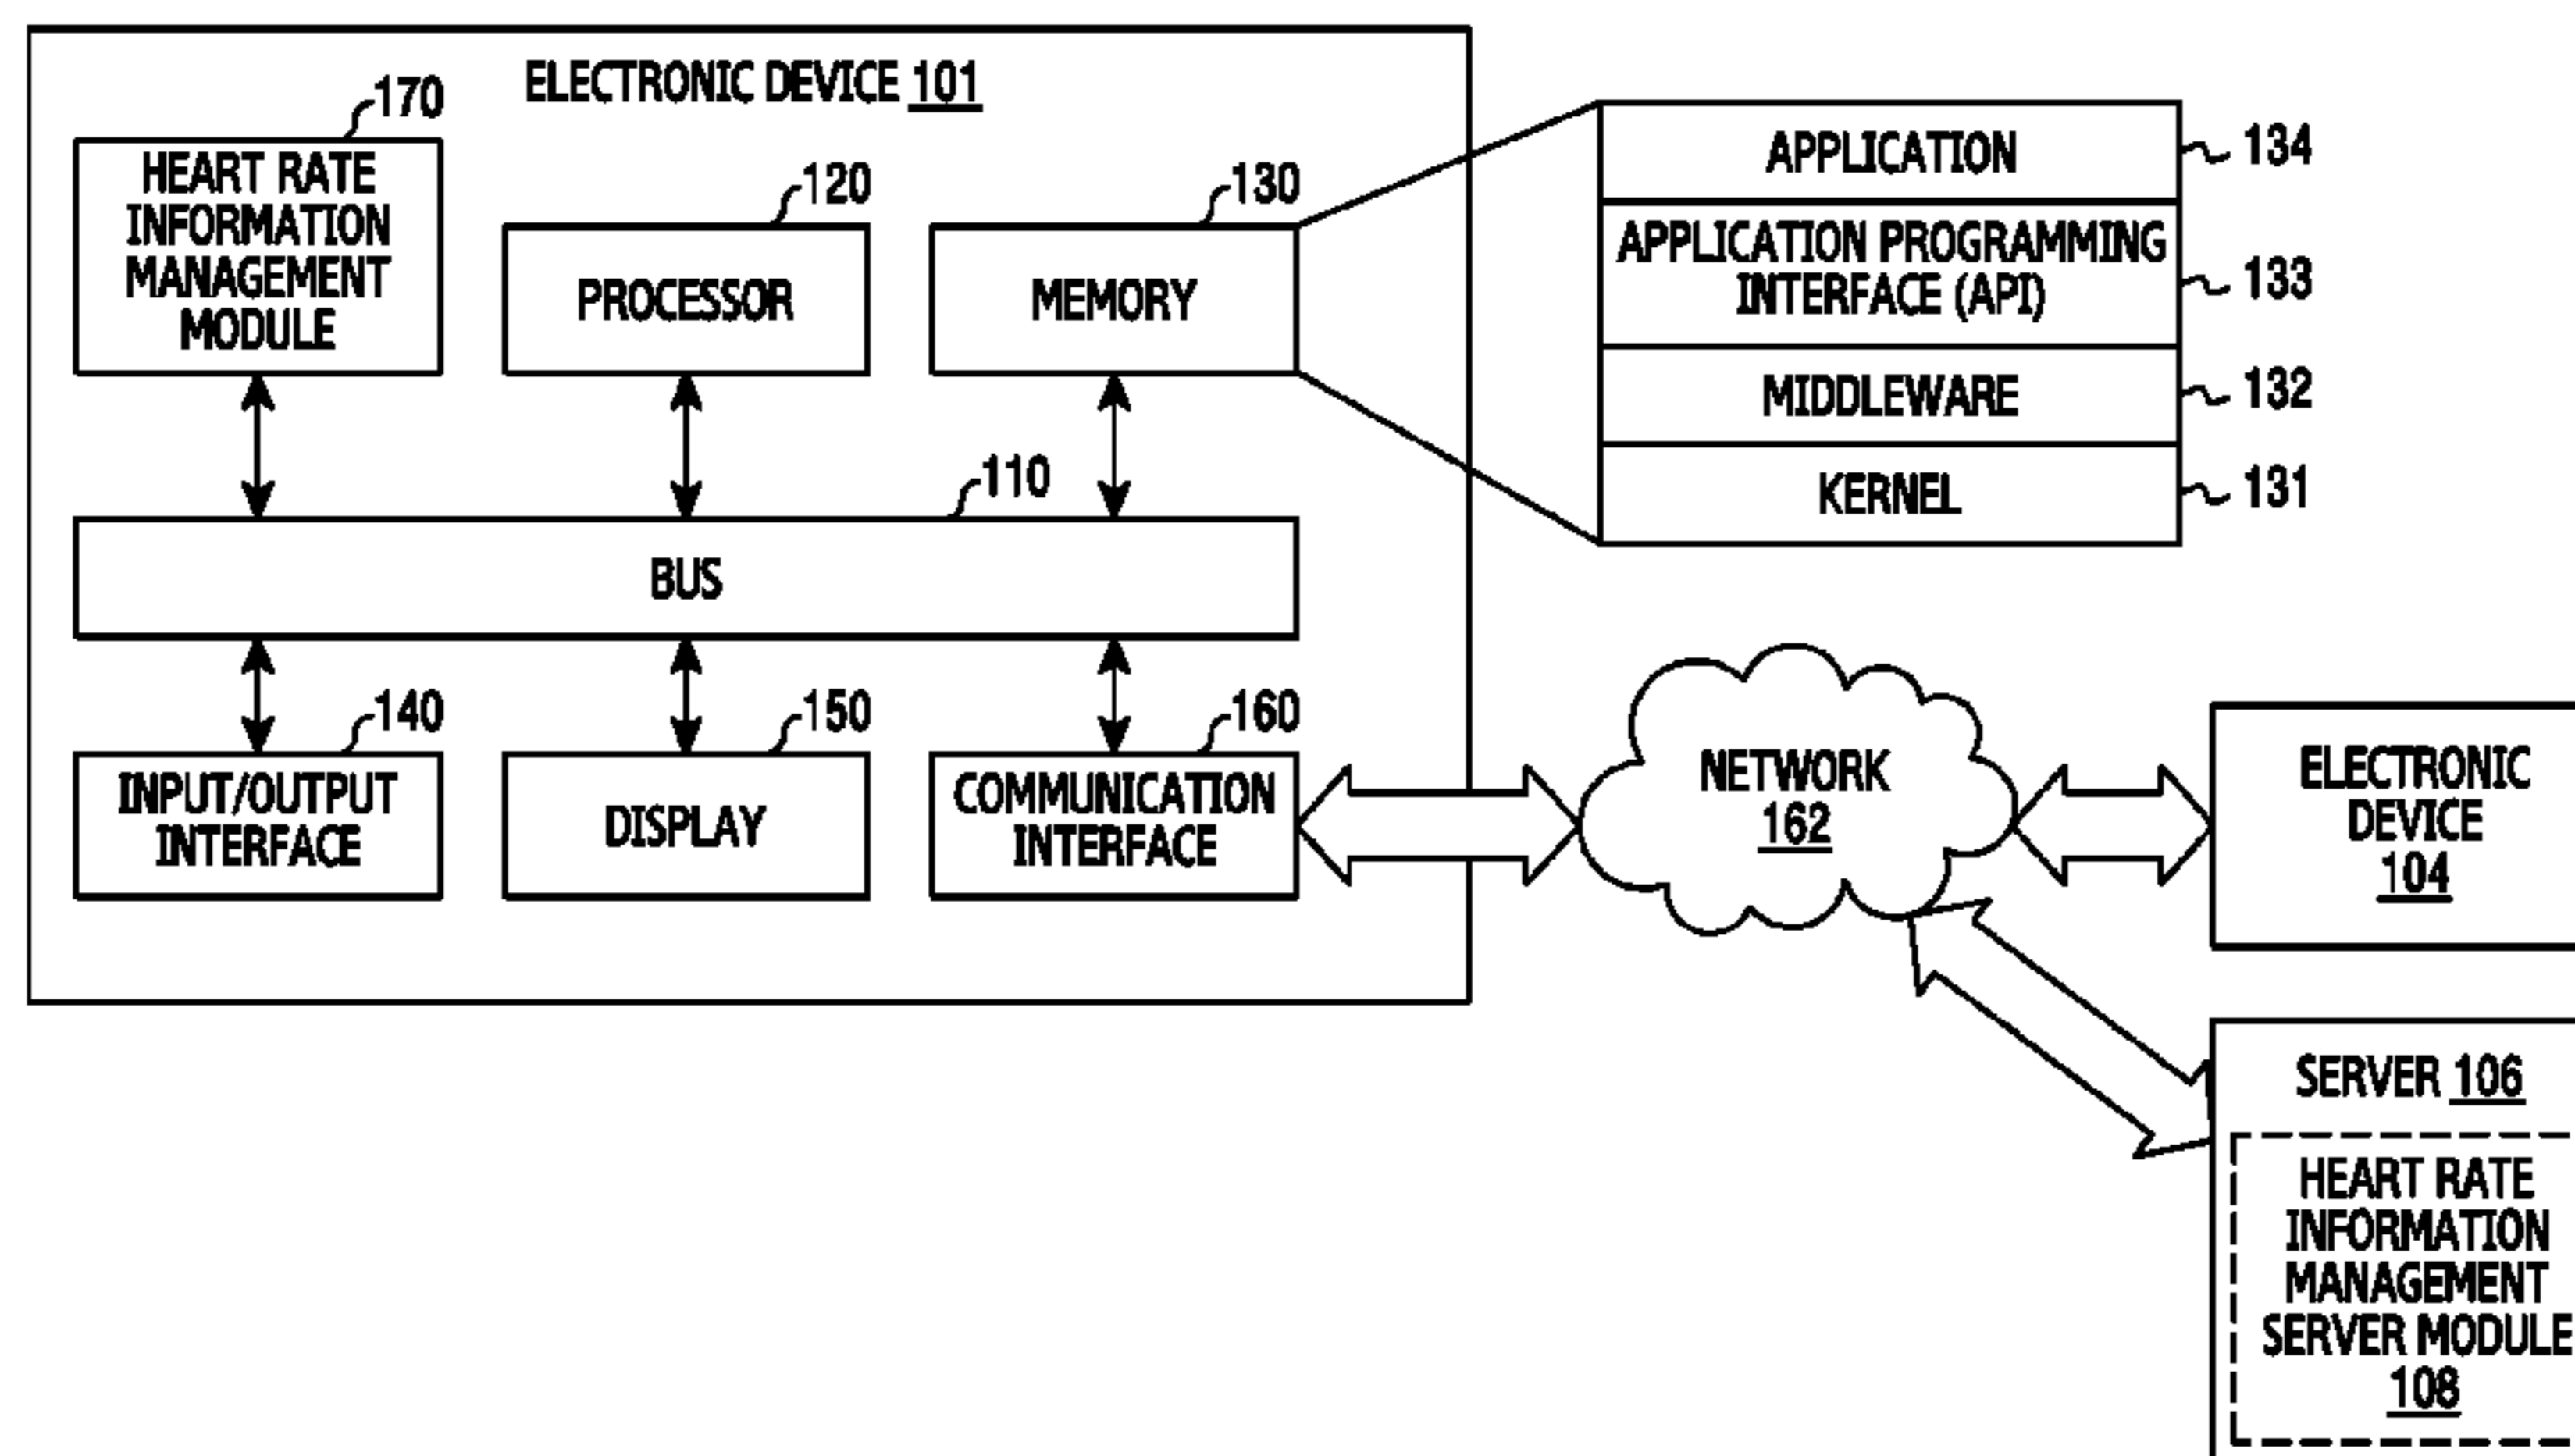 ELECTRONIC DEVICE 101
170
HEART RATE
INFORMATION
MANAGEMENT
MODULE
120
PROCESSOR
130
MEMORY
APPLICATION
134
APPLICATION PROGRAMMING
INTERFACE (API)
133
MIDDLEWARE
132
KERNEL
131
110
BUS
140
INPUT/OUTPUT
INTERFACE
150
DISPLAY
160
COMMUNICATION
INTERFACE
NETWORK
162
ELECTRONIC
DEVICE
104
SERVER 106
HEART RATE
INFORMATION
MANAGEMENT
SERVER MODULE
108